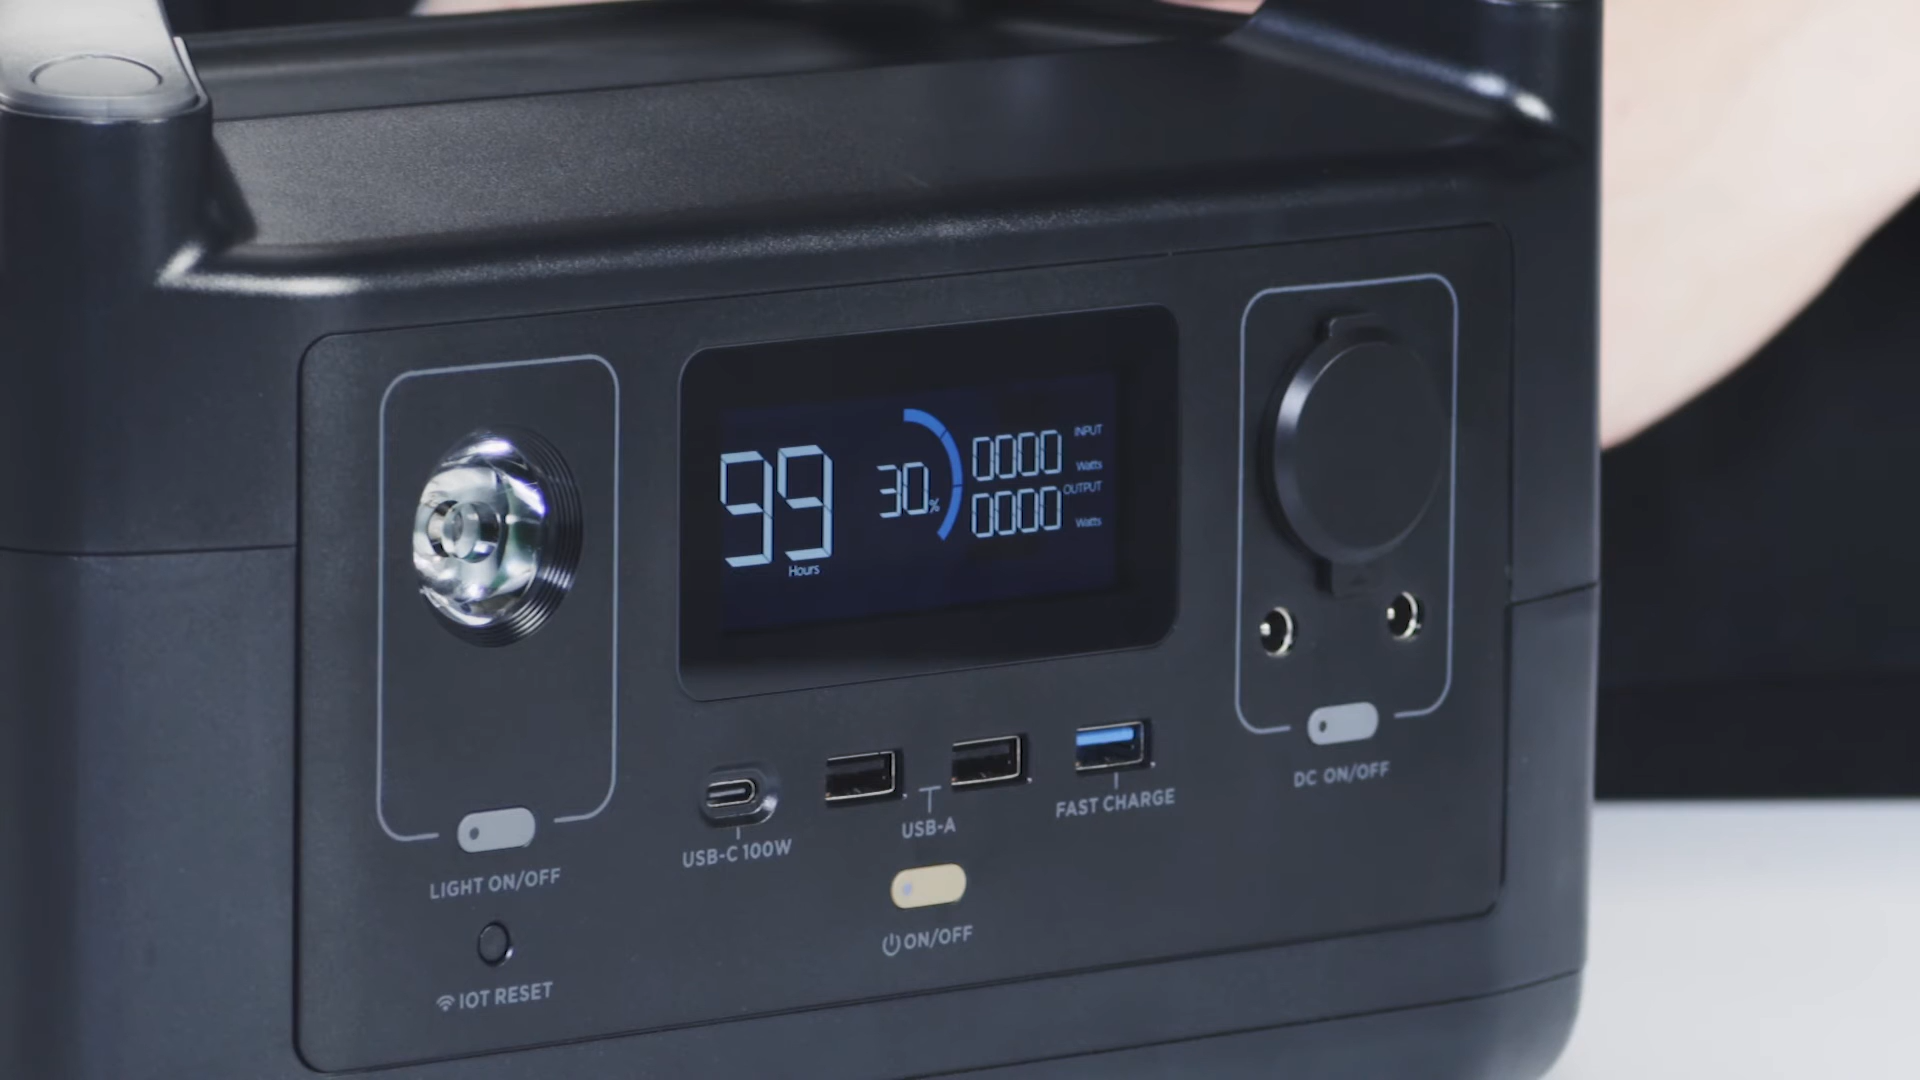 99
Hours
30%
0000 INPUT Watts
0000 OUTPUT Watts
USB-C 100W
USB-A
FAST CHARGE
DC ON/OFF
LIGHT ON/OFF
ON/OFF
IOT RESET